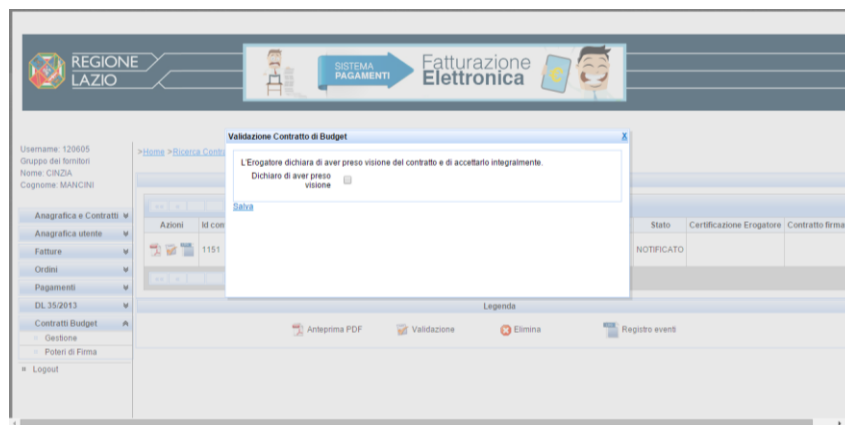 REGIONE
LAZIO
SISTEMA
PAGAMENTI
Fatturazione
Elettronica
Username: 120605
Gruppo dei fornitori
Nome: CINZIA
Cognome: MANCINI
>Home >Ricerca Contra
Validazione Contratto di Budget X
L'Erogatore dichiara di aver preso visione del contratto e di accettarlo integralmente.
Dichiaro di aver preso
visione
Salva
Anagrafica e Contratti
Anagrafica utente
Fatture
Ordini
Pagamenti
DL 35/2013
Contratti Budget
Gestione
Poteri di Firma
Logout
Azioni Id con Stato Certificazione Erogatore Contratto firma
1151 NOTIFICATO
Legenda
Anteprima PDF Validazione Elimina Registro eventi